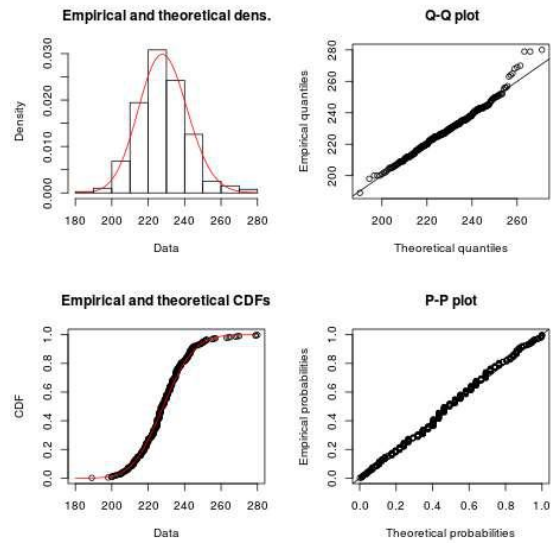 Empirical and theoretical dens.
Density
0.000
0.010
0.020
0.030
180 200 220 240 260 280
Data
Q-Q plot
Empirical quantiles
200
220
240
260
280
200 220 240 260
Theoretical quantiles
Empirical and theoretical CDFs
CDF
0.0
0.2
0.4
0.6
0.8
1.0
180 200 220 240 260 280
Data
P-P plot
Empirical probabilities
0.0
0.2
0.4
0.6
0.8
1.0
0.0 0.2 0.4 0.6 0.8 1.0
Theoretical probabilities